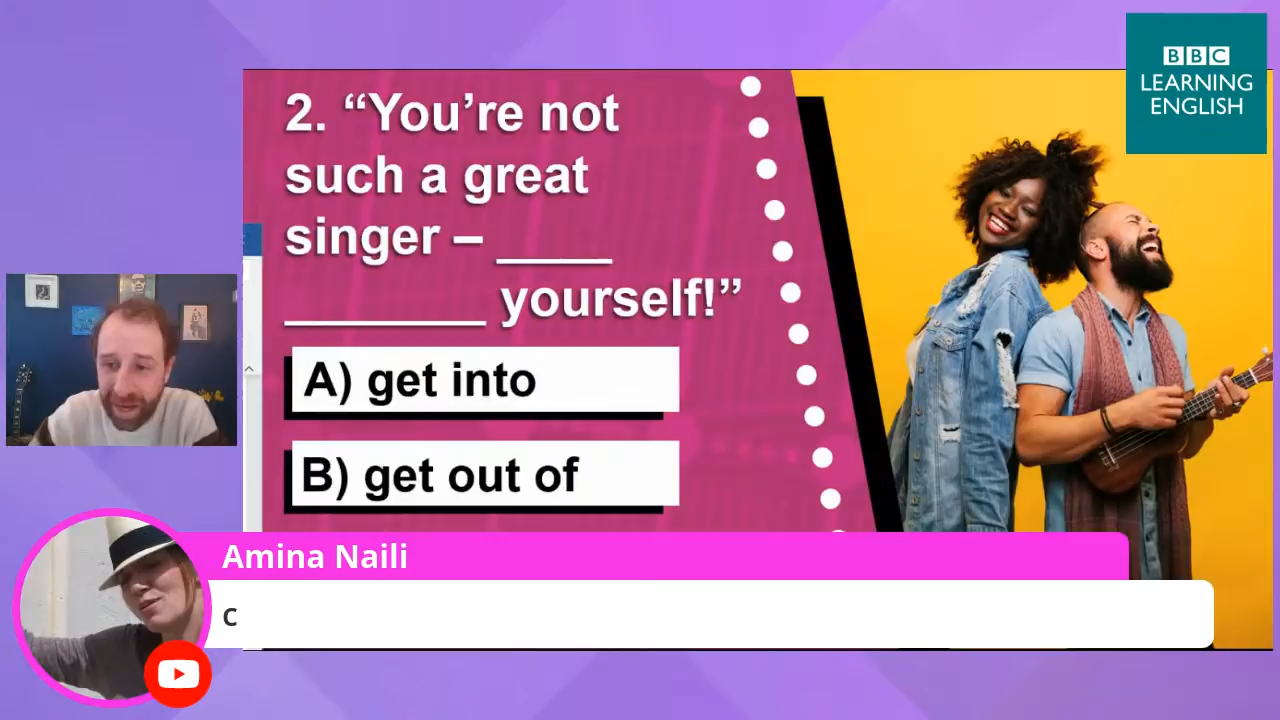 BBC
LEARNING
ENGLISH
2. “You’re not
such a great
singer – ____
________ yourself!”
A) get into
B) get out of
Amina Naili
c